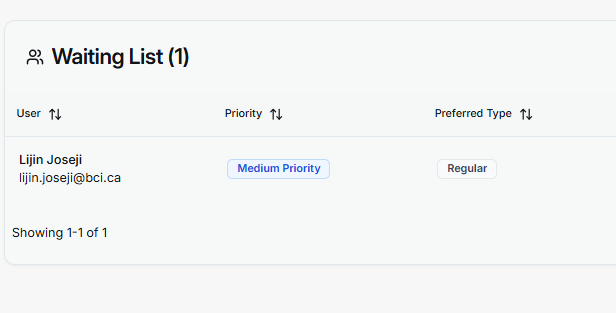 Waiting List (1)
User Priority Preferred Type
Lijin Joseji
lijin.joseji@bci.ca
Medium Priority
Regular
Showing 1-1 of 1